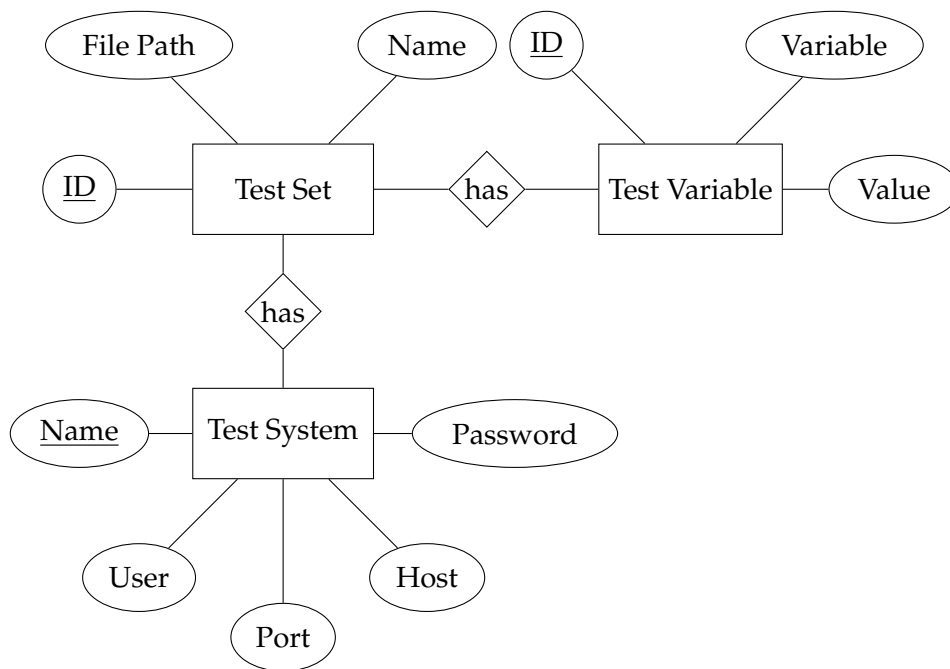 File Path
Name
ID
Variable
ID
Test Set
has
Test Variable
Value
has
Name
Test System
Password
User
Host
Port